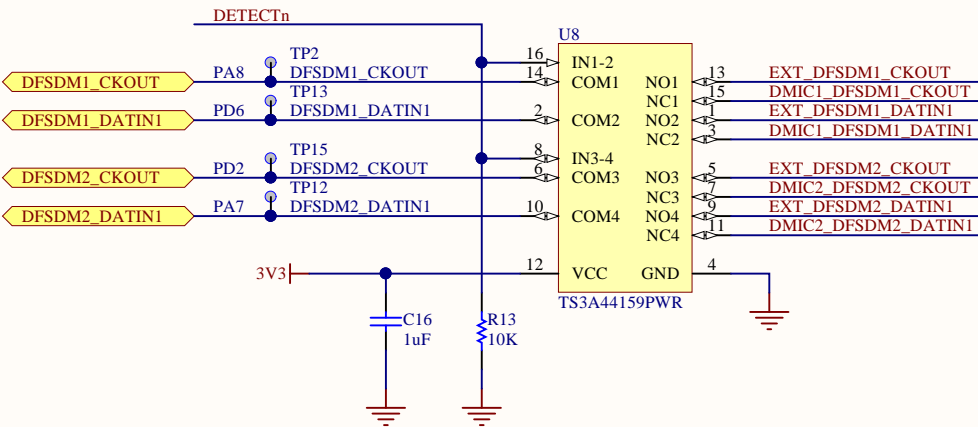 DETECTn
U8
16 IN1-2
TP2
DFSDM1_CKOUT PA8 DFSDM1_CKOUT 14 COM1 NO1 13 EXT_DFSDM1_CKOUT
NC1 15 DMIC1_DFSDM1_CKOUT
TP13
DFSDM1_DATIN1 PD6 DFSDM1_DATIN1 2 COM2 NO2 1 EXT_DFSDM1_DATIN1
NC2 3 DMIC1_DFSDM1_DATIN1
TP15
8 IN3-4
DFSDM2_CKOUT PD2 DFSDM2_CKOUT 6 COM3 NO3 5 EXT_DFSDM2_CKOUT
NC3 7 DMIC2_DFSDM2_CKOUT
TP12
DFSDM2_DATIN1 PA7 DFSDM2_DATIN1 10 COM4 NO4 9 EXT_DFSDM2_DATIN1
NC4 11 DMIC2_DFSDM2_DATIN1
3V3 12 VCC GND 4
TS3A44159PWR
C16 R13
1uF 10K